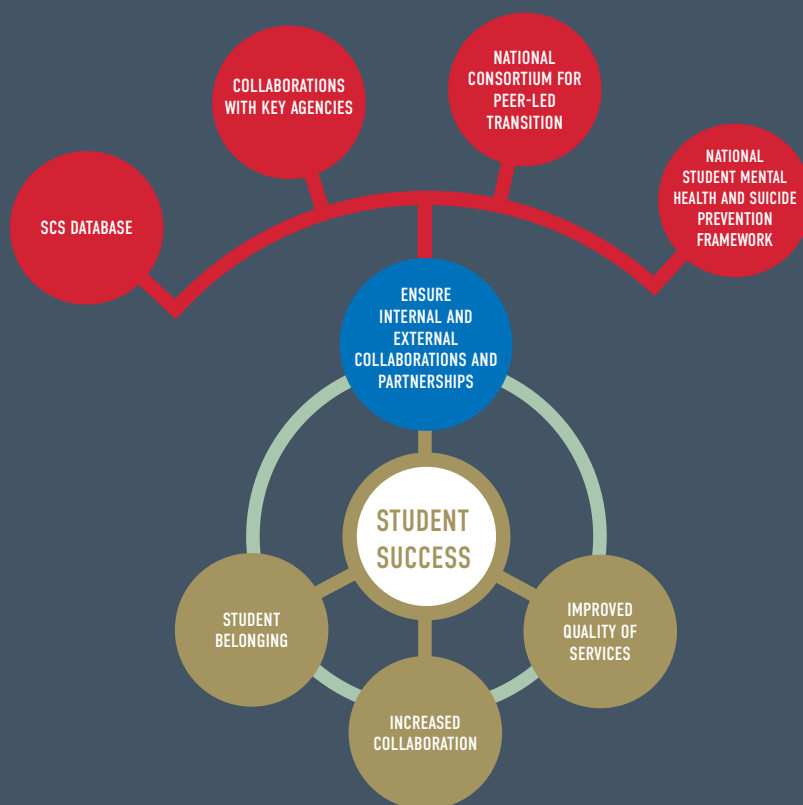 COLLABORATIONS
WITH KEY AGENCIES
NATIONAL
CONSORTIUM FOR
PEER-LED
TRANSITION
SCS DATABASE
NATIONAL
STUDENT MENTAL
HEALTH AND SUICIDE
PREVENTION
FRAMEWORK
ENSURE
INTERNAL AND
EXTERNAL
COLLABORATIONS AND
PARTNERSHIPS
STUDENT
SUCCESS
STUDENT
BELONGING
IMPROVED
QUALITY OF
SERVICES
INCREASED
COLLABORATION